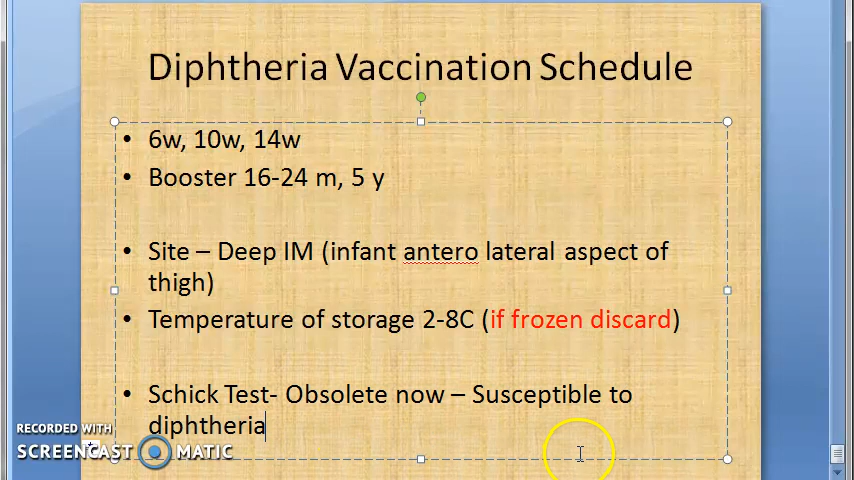 Diphtheria Vaccination Schedule
• 6w, 10w, 14w
• Booster 16-24 m, 5 y
• Site – Deep IM (infant antero lateral aspect of
thigh)
• Temperature of storage 2-8C (if frozen discard)
• Schick Test- Obsolete now – Susceptible to
diphtheria
RECORDED WITH
SCREENCAST MATIC